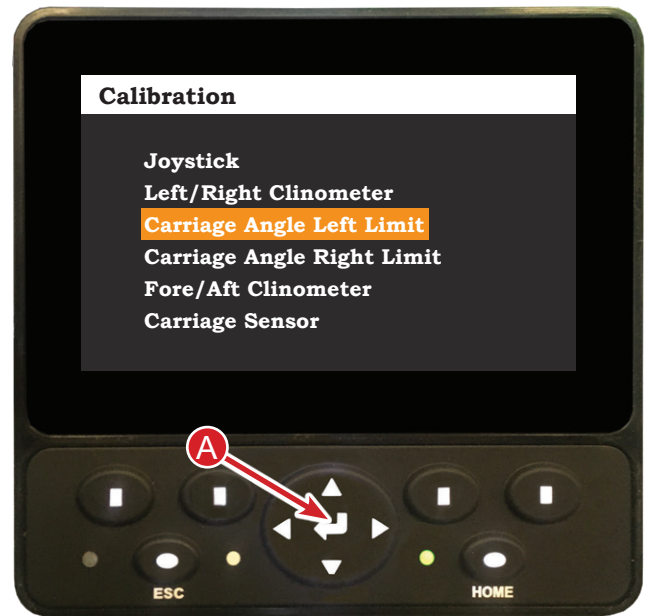 Calibration
Joystick
Left/Right Clinometer
Carriage Angle Left Limit
Carriage Angle Right Limit
Fore/Aft Clinometer
Carriage Sensor
A
ESC
HOME